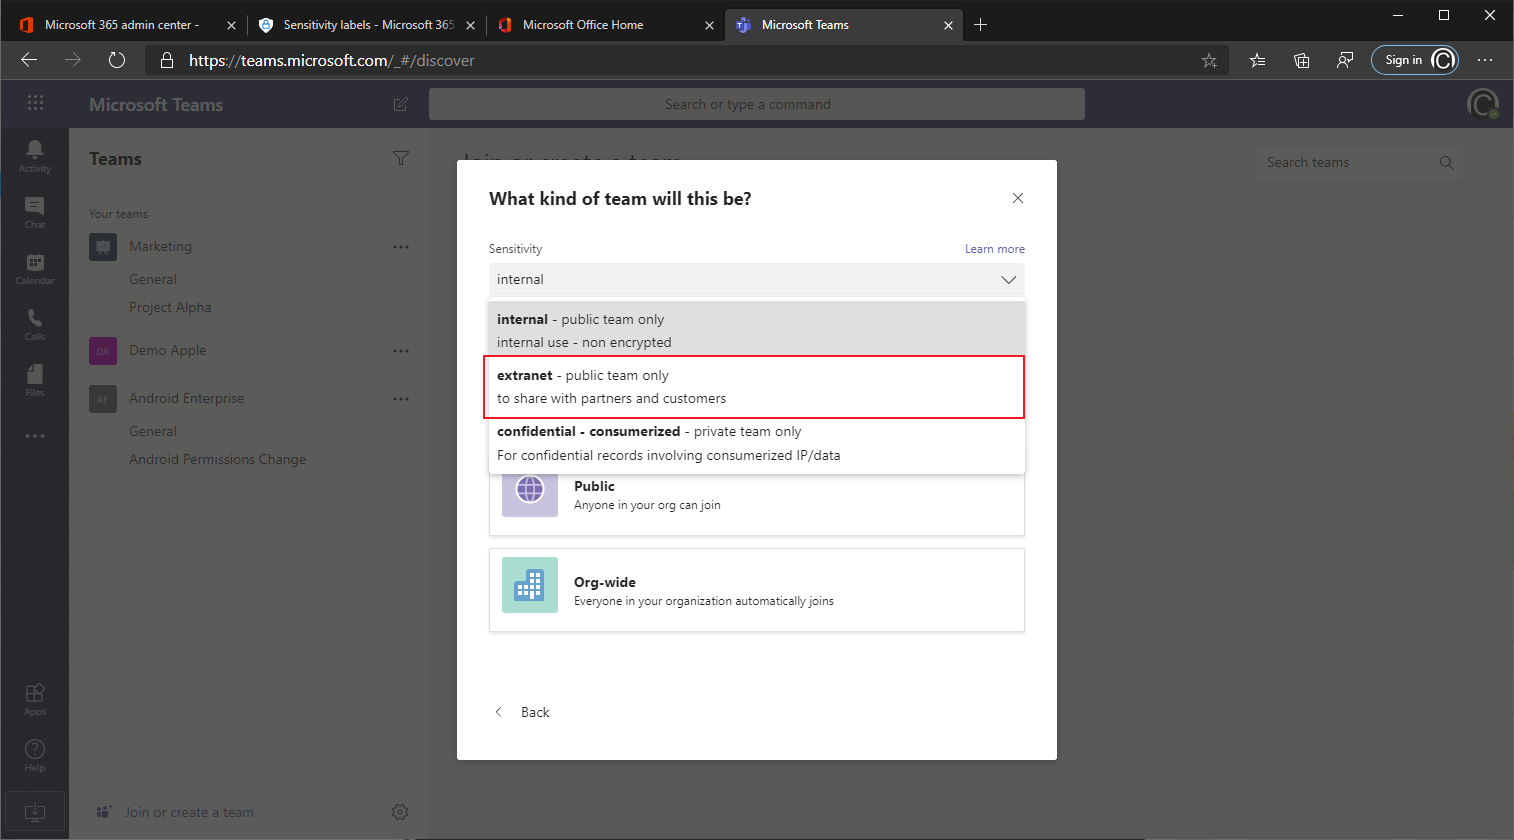 Microsoft 365 admin center -
Sensitivity labels - Microsoft 365
Microsoft Office Home
Microsoft Teams
https://teams.microsoft.com/_#/discover
Sign in
Microsoft Teams
Search or type a command
Activity
Chat
Calendar
Calls
Files
Apps
Help
Teams
Your teams
Marketing
General
Project Alpha
DA
Demo Apple
AE
Android Enterprise
General
Android Permissions Change
Join or create a team
Join or create a team
Search teams
What kind of team will this be?
Sensitivity
Learn more
internal
internal - public team only
internal use - non encrypted
extranet - public team only
to share with partners and customers
confidential - consumerized - private team only
For confidential records involving consumerized IP/data
Public
Anyone in your org can join
Org-wide
Everyone in your organization automatically joins
Back